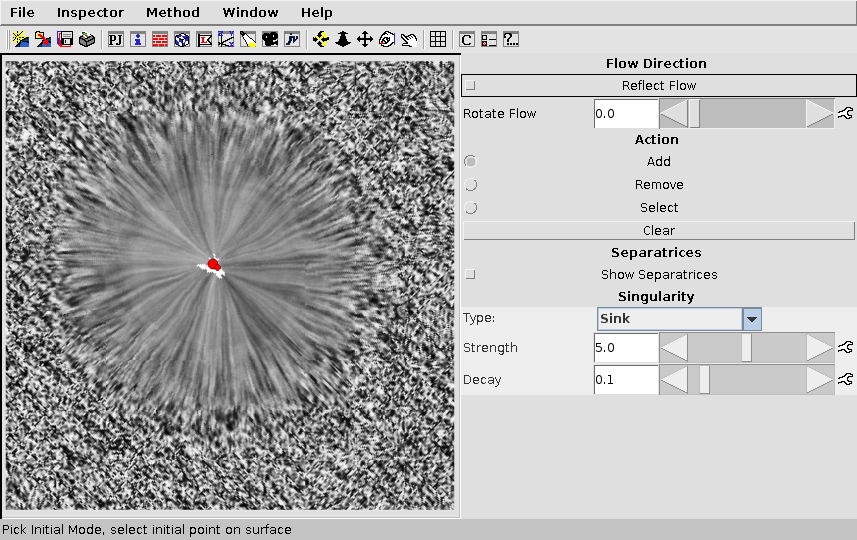 File Inspector Method Window Help
PJ i jv C ?...
Flow Direction
Reflect Flow
Rotate Flow 0.0
Action
Add
Remove
Select
Clear
Separatrices
Show Separatrices
Singularity
Type: Sink
Strength 5.0
Decay 0.1
Pick Initial Mode, select initial point on surface